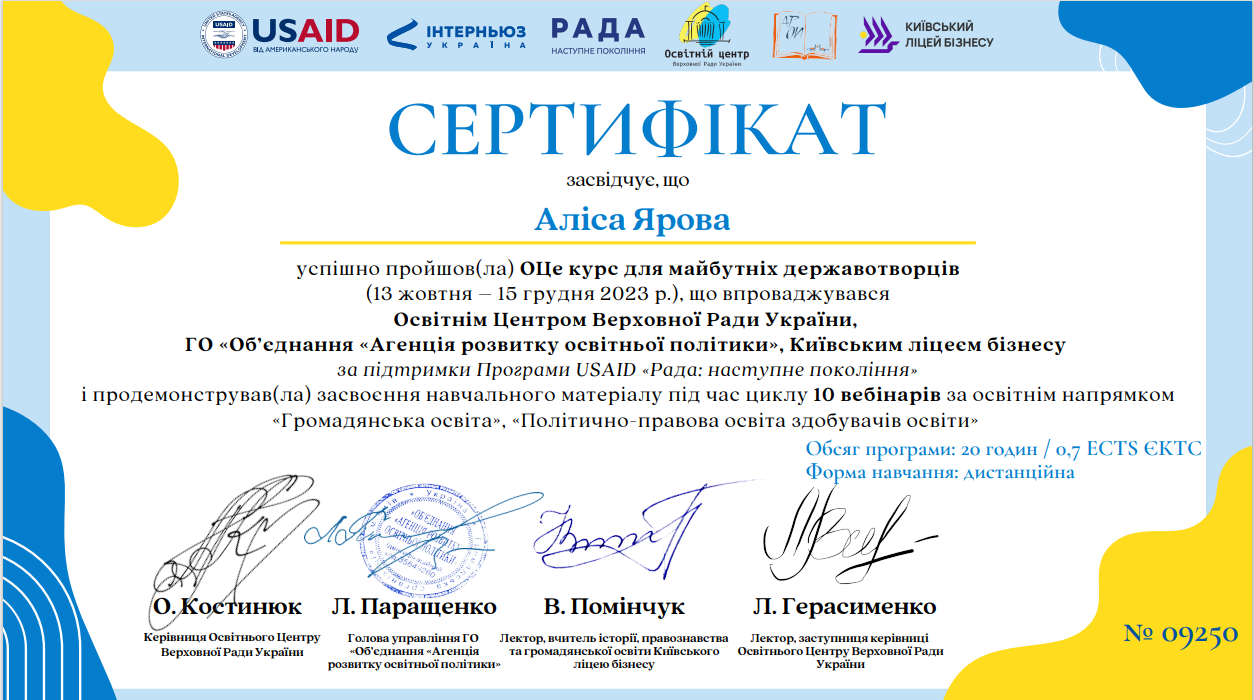 USAID
ВІД АМЕРИКАНСЬКОГО НАРОДУ
ІНТЕРНЬЮЗ
УКРАЇНА
РАДА
НАСТУПНЕ ПОКОЛІННЯ
Освітній центр
Верховної Ради України
КИЇВСЬКИЙ
ЛІЦЕЙ БІЗНЕСУ
СЕРТИФІКАТ
засвідчує, що
Аліса Ярова
успішно пройшов(ла) ОЦе курс для майбутніх державотворців
(13 жовтня – 15 грудня 2023 р.), що впроваджувався
Освітнім Центром Верховної Ради України,
ГО «Об’єднання «Агенція розвитку освітньої політики», Київським ліцеєм бізнесу
за підтримки Програми USAID «Рада: наступне покоління»
і продемонстрував(ла) засвоєння навчального матеріалу під час циклу 10 вебінарів за освітнім напрямком
«Громадянська освіта», «Політично-правова освіта здобувачів освіти»
Обсяг програми: 20 годин / 0,7 ECTS ЄКТС
Форма навчання: дистанційна
О. Костинюк
Керівниця Освітнього Центру
Верховної Ради України
Л. Паращенко
Голова управління ГО
«Об'єднання «Агенція
розвитку освітньої політики»
В. Помінчук
Лектор, вчитель історії, правознавства
та громадянської освіти Київського
ліцею бізнесу
Л. Герасименко
Лектор, заступниця керівниці
Освітнього Центру Верховної Ради
України
№ 09250